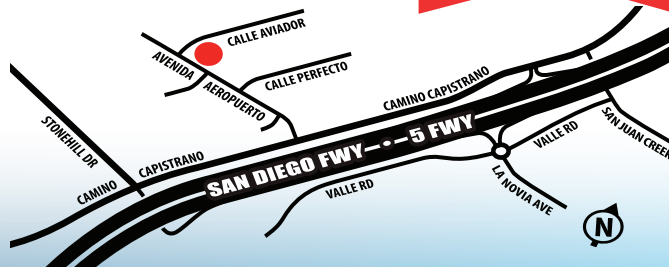 CALLE AVIADOR
AVENIDA
AEROPUERTO
CALLE PERFECTO
CAMINO CAPISTRANO
STONEHILL DR
CAMINO
CAPISTRANO
SAN DIEGO FWY
5 FWY
VALLE RD
VALLE RD
SAN JUAN CREEK
LA NOVIA AVE
N